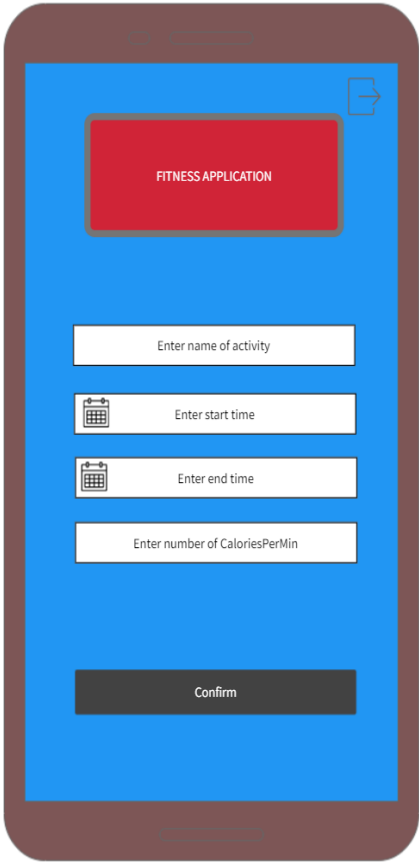 FITNESS APPLICATION
Enter name of activity
Enter start time
Enter end time
Enter number of CaloriesPerMin
Confirm